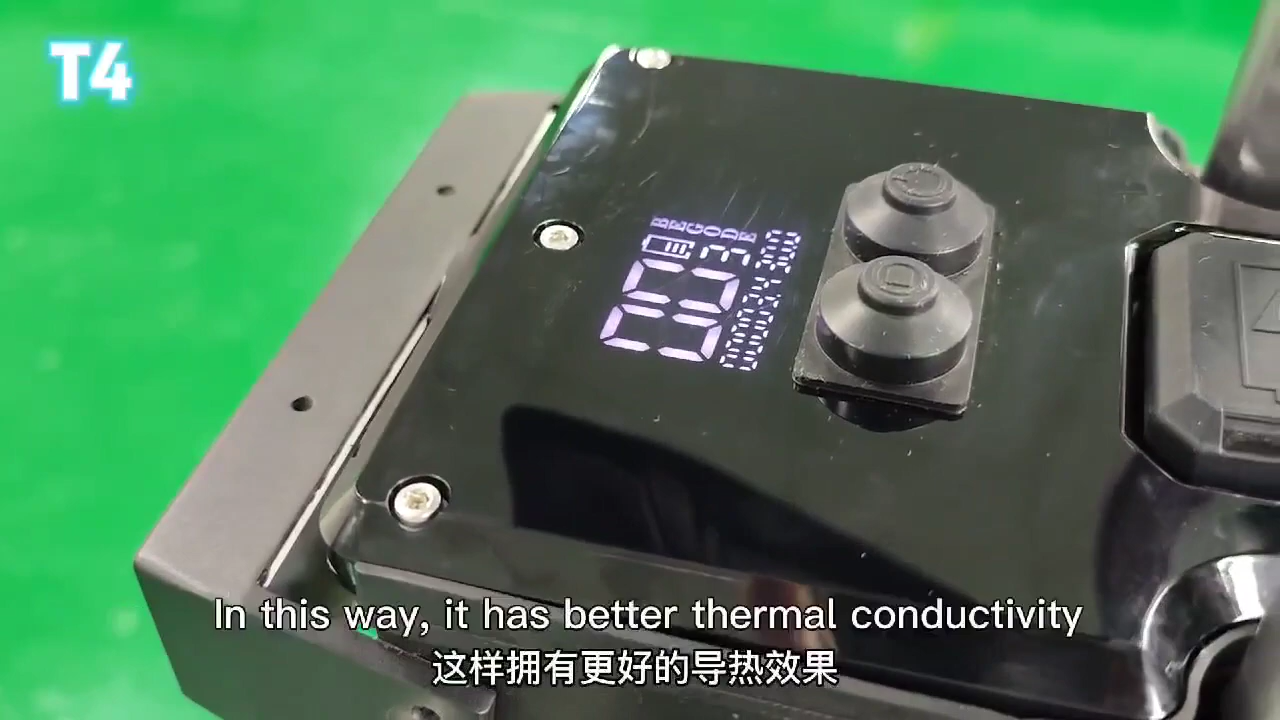 T4
BEGODE
In this way, it has better thermal conductivity
这样拥有更好的导热效果